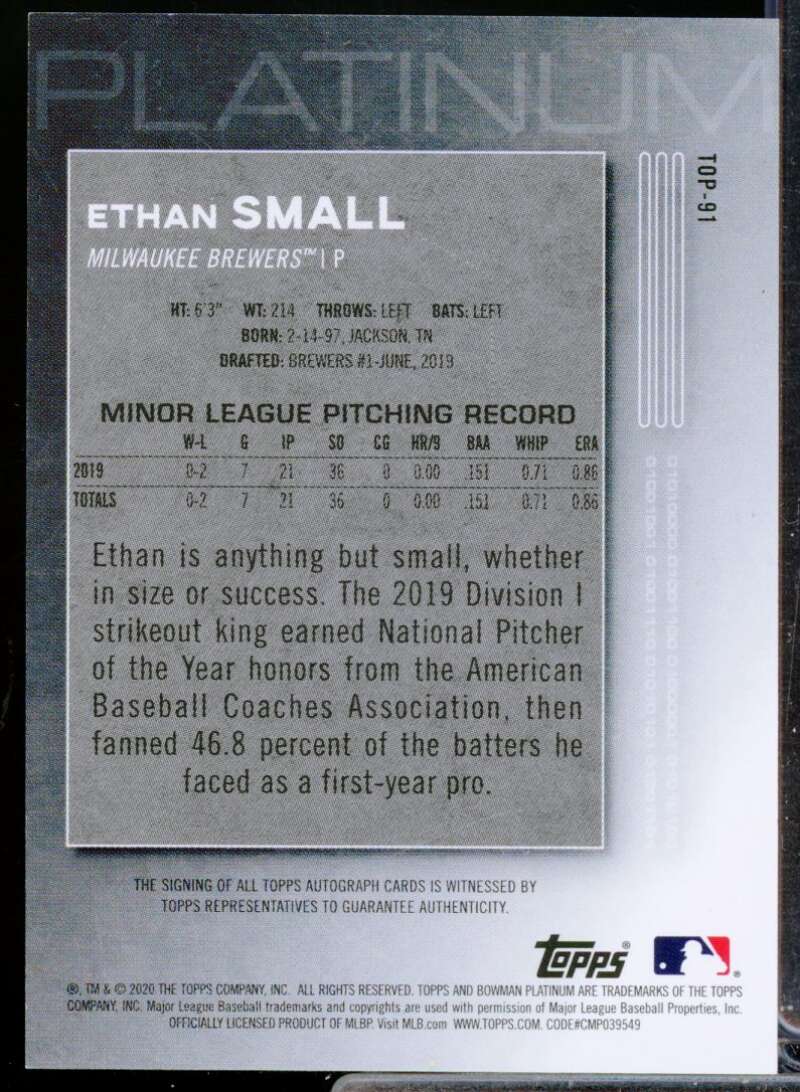 PLATINUM
TOP-91
ETHAN SMALL
MILWAUKEE BREWERS™ | P
HT: 6'3" WT: 214 THROWS: LEFT BATS: LEFT
BORN: 2-14-97, JACKSON, TN
DRAFTED: BREWERS #1-JUNE, 2019
MINOR LEAGUE PITCHING RECORD
W-L G IP SO CG HR/9 BAA WHIP ERA
2019 0-2 7 21 36 0 0.00 .151 0.71 0.86
TOTALS 0-2 7 21 36 0 0.00 .151 0.71 0.86
Ethan is anything but small, whether
in size or success. The 2019 Division I
strikeout king earned National Pitcher
of the Year honors from the American
Baseball Coaches Association, then
fanned 46.8 percent of the batters he
faced as a first-year pro.
THE SIGNING OF ALL TOPPS AUTOGRAPH CARDS IS WITNESSED BY
TOPPS REPRESENTATIVES TO GUARANTEE AUTHENTICITY.
topps®
®, TM & © 2020 THE TOPPS COMPANY, INC. ALL RIGHTS RESERVED. TOPPS AND BOWMAN PLATINUM ARE TRADEMARKS OF THE TOPPS
COMPANY, INC. Major League Baseball trademarks and copyrights are used with permission of Major League Baseball Properties, Inc.
OFFICIALLY LICENSED PRODUCT OF MLBP. Visit MLB.com WWW.TOPPS.COM. CODE#CMP039549